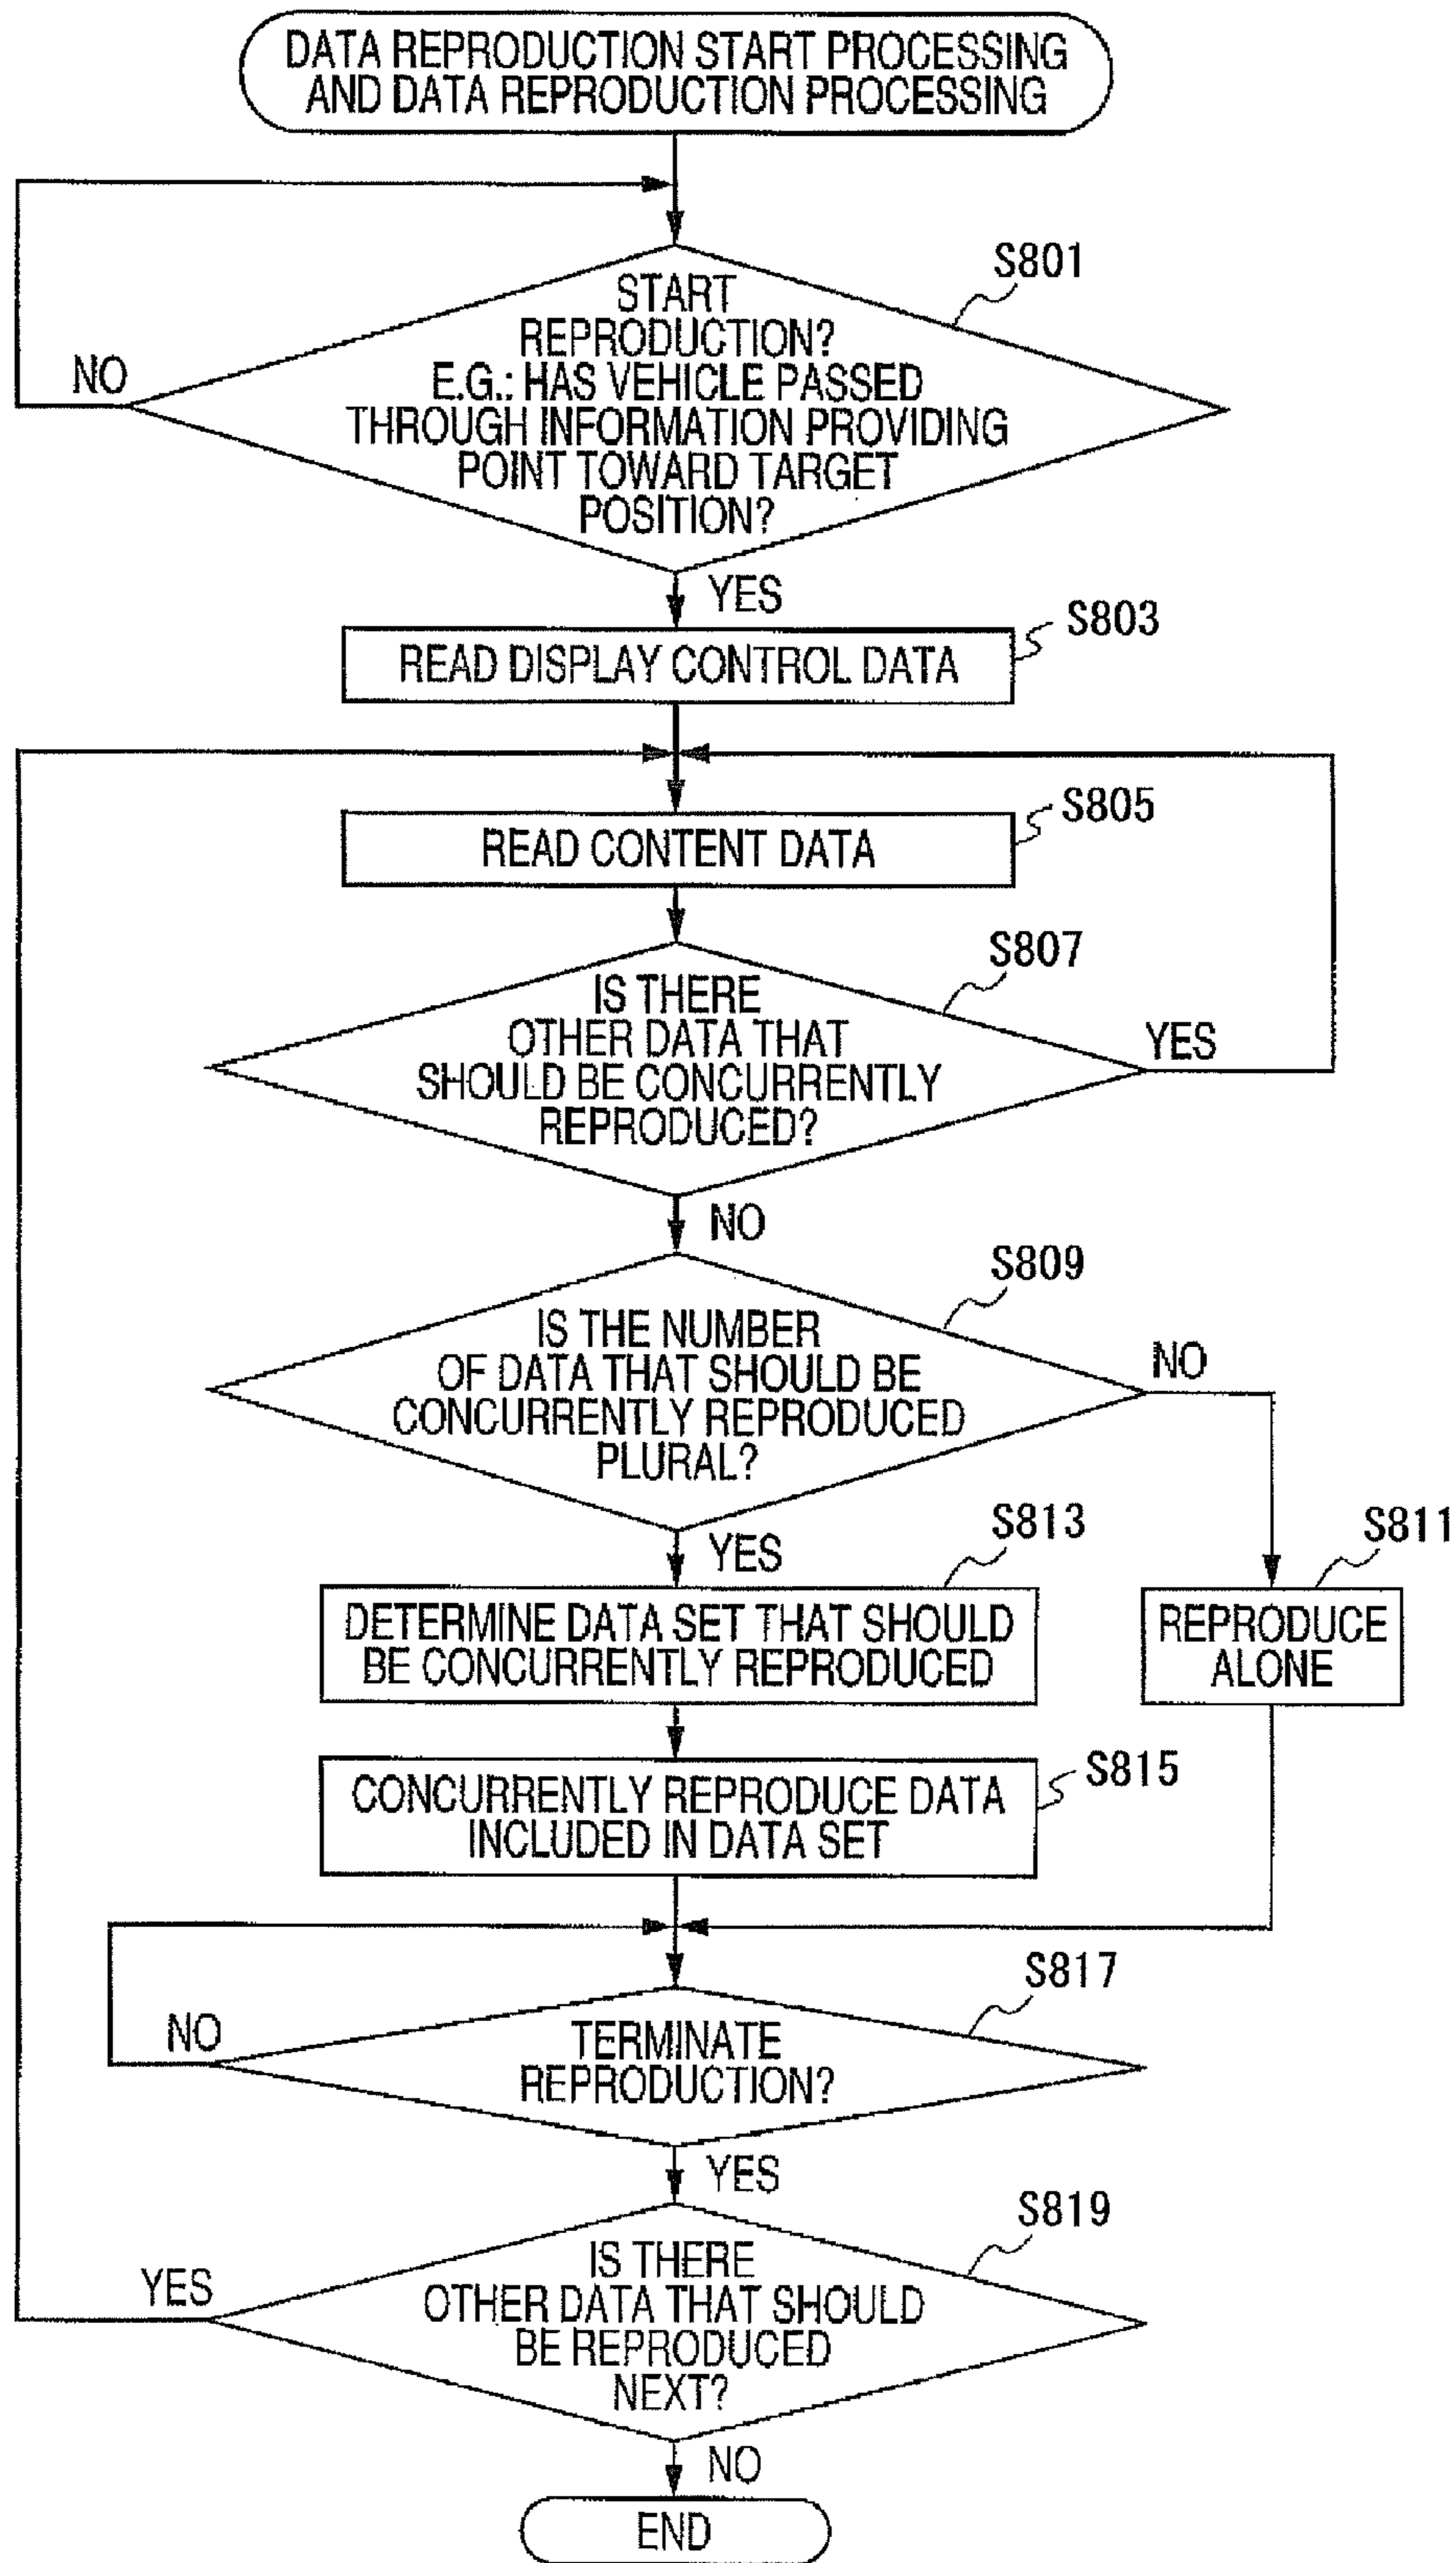 DATA REPRODUCTION START PROCESSING
AND DATA REPRODUCTION PROCESSING
S801
START
REPRODUCTION?
E.G.: HAS VEHICLE PASSED
THROUGH INFORMATION PROVIDING
POINT TOWARD TARGET
POSITION?
NO
YES
S803
READ DISPLAY CONTROL DATA
S805
READ CONTENT DATA
S807
IS THERE
OTHER DATA THAT
SHOULD BE CONCURRENTLY
REPRODUCED?
YES
NO
S809
IS THE NUMBER
OF DATA THAT SHOULD BE
CONCURRENTLY REPRODUCED
PLURAL?
NO
YES
S813
DETERMINE DATA SET THAT SHOULD
BE CONCURRENTLY REPRODUCED
S811
REPRODUCE
ALONE
S815
CONCURRENTLY REPRODUCE DATA
INCLUDED IN DATA SET
S817
TERMINATE
REPRODUCTION?
NO
YES
S819
IS THERE
OTHER DATA THAT SHOULD
BE REPRODUCED
NEXT?
YES
NO
END